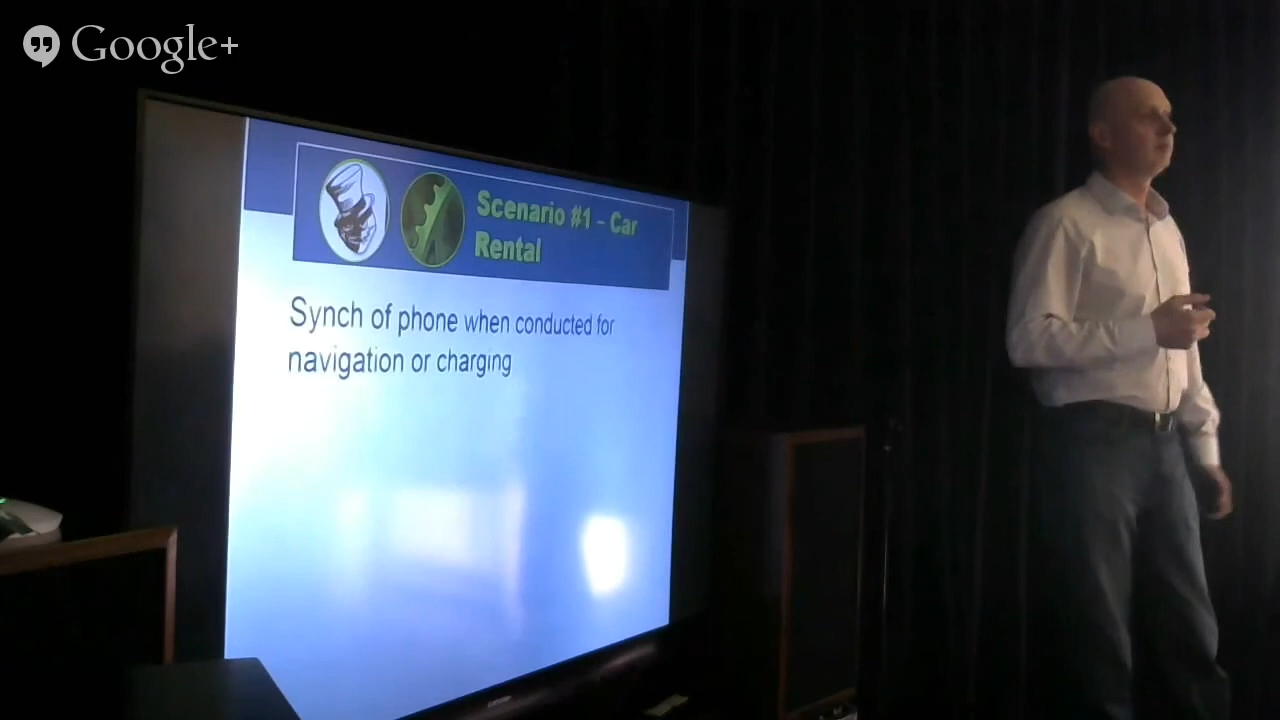 Google+
Scenario #1 – Car
Rental
Synch of phone when conducted for
navigation or charging